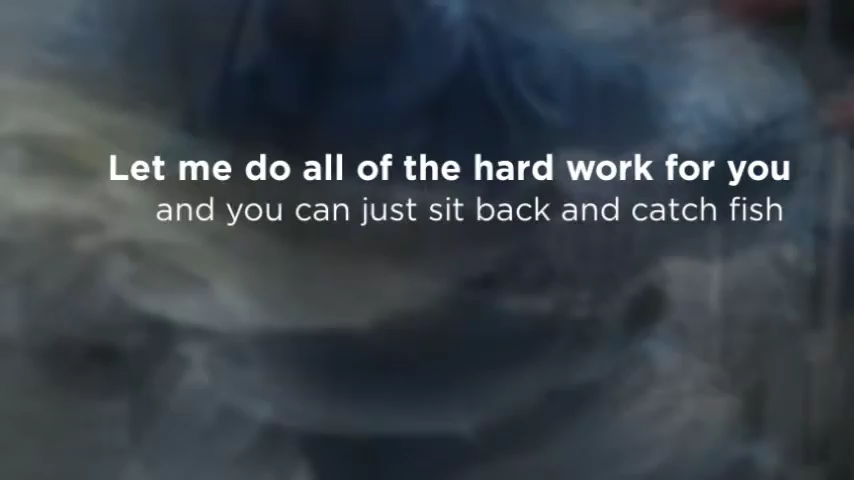 Let me do all of the hard work for you
and you can just sit back and catch fish